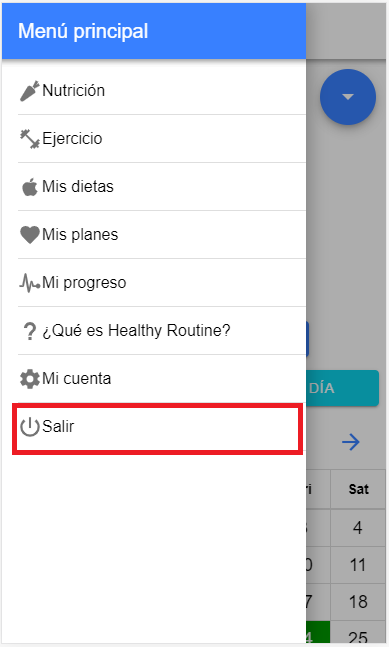 Menú principal
Nutrición
Ejercicio
Mis dietas
Mis planes
Mi progreso
¿Qué es Healthy Routine?
Mi cuenta
DÍA
Salir
Sat
4
11
18
25